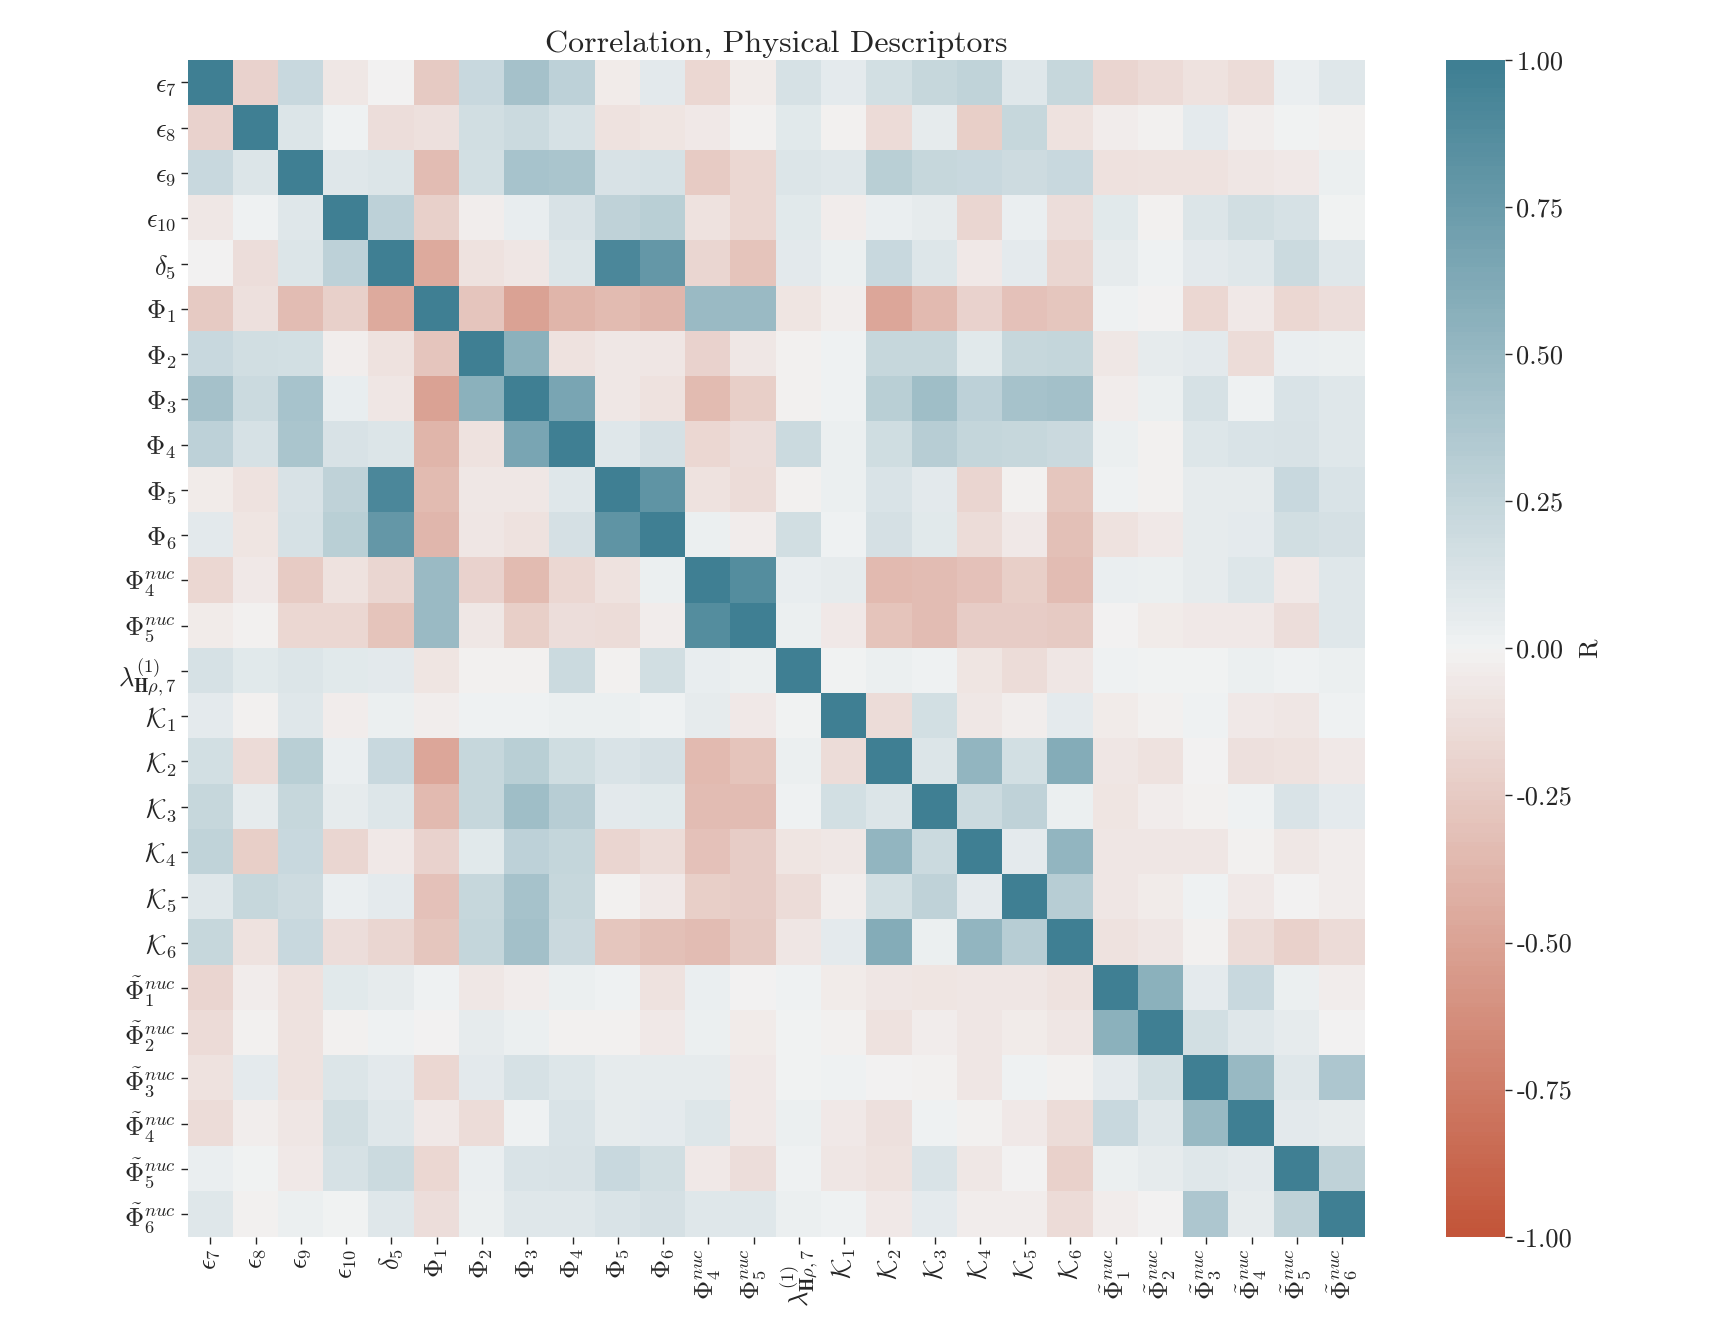 Correlation, Physical Descriptors
ϵ₇
ϵ₈
ϵ₉
ϵ₁₀
δ₅
Φ₁
Φ₂
Φ₃
Φ₄
Φ₅
Φ₆
Φ₄ⁿᵘᶜ
Φ₅ⁿᵘᶜ
λ^{(1)}_{𝐇ρ,7}
𝒦₁
𝒦₂
𝒦₃
𝒦₄
𝒦₅
𝒦₆
Φ̃₁ⁿᵘᶜ
Φ̃₂ⁿᵘᶜ
Φ̃₃ⁿᵘᶜ
Φ̃₄ⁿᵘᶜ
Φ̃₅ⁿᵘᶜ
Φ̃₆ⁿᵘᶜ
ϵ₇ ϵ₈ ϵ₉ ϵ₁₀ δ₅ Φ₁ Φ₂ Φ₃ Φ₄ Φ₅ Φ₆ Φ₄ⁿᵘᶜ Φ₅ⁿᵘᶜ λ^{(1)}_{𝐇ρ,7} 𝒦₁ 𝒦₂ 𝒦₃ 𝒦₄ 𝒦₅ 𝒦₆ Φ̃₁ⁿᵘᶜ Φ̃₂ⁿᵘᶜ Φ̃₃ⁿᵘᶜ Φ̃₄ⁿᵘᶜ Φ̃₅ⁿᵘᶜ Φ̃₆ⁿᵘᶜ
1.00
0.75
0.50
0.25
0.00
-0.25
-0.50
-0.75
-1.00
R